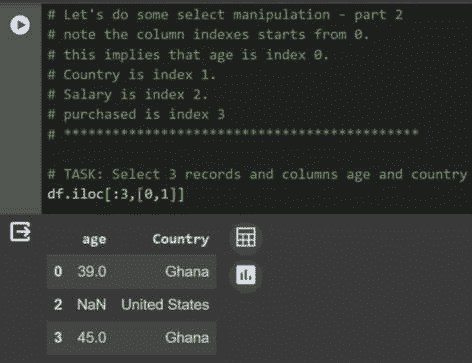 # Let's do some select manipulation - part 2
# note the column indexes starts from 0.
# this implies that age is index 0.
# Country is index 1.
# Salary is index 2.
# purchased is index 3
# ********************************************
# TASK: Select 3 records and columns age and country
df.iloc[:3,[0,1]]
age Country
0 39.0 Ghana
2 NaN United States
3 45.0 Ghana